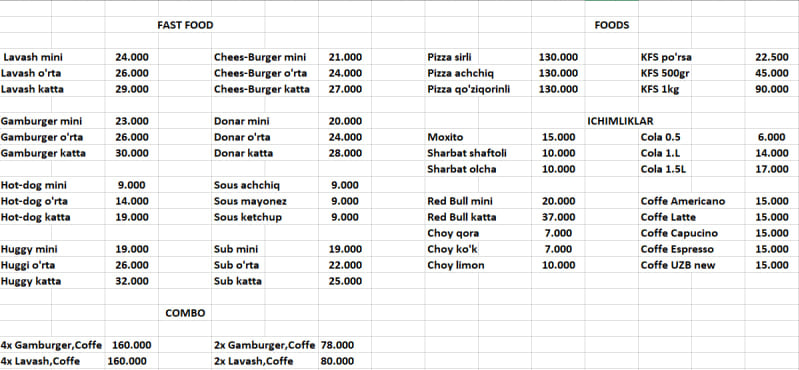 FAST FOOD FOODS
Lavash mini 24.000 Chees-Burger mini 21.000 Pizza sirli 130.000 KFS po'rsa 22.500
Lavash o'rta 26.000 Chees-Burger o'rta 24.000 Pizza achchiq 130.000 KFS 500gr 45.000
Lavash katta 29.000 Chees-Burger katta 27.000 Pizza qo'ziqorinli 130.000 KFS 1kg 90.000
Gamburger mini 23.000 Donar mini 20.000 ICHIMLIKLAR
Gamburger o'rta 26.000 Donar o'rta 24.000 Moxito 15.000 Cola 0.5 6.000
Gamburger katta 30.000 Donar katta 28.000 Sharbat shaftoli 10.000 Cola 1.L 14.000
Sharbat olcha 10.000 Cola 1.5L 17.000
Hot-dog mini 9.000 Sous achchiq 9.000
Hot-dog o'rta 14.000 Sous mayonez 9.000 Red Bull mini 20.000 Coffe Americano 15.000
Hot-dog katta 19.000 Sous ketchup 9.000 Red Bull katta 37.000 Coffe Latte 15.000
Choy qora 7.000 Coffe Capucino 15.000
Huggy mini 19.000 Sub mini 19.000 Choy ko'k 7.000 Coffe Espresso 15.000
Huggi o'rta 26.000 Sub o'rta 22.000 Choy limon 10.000 Coffe UZB new 15.000
Huggy katta 32.000 Sub katta 25.000
COMBO
4x Gamburger,Coffe 160.000 2x Gamburger,Coffe 78.000
4x Lavash,Coffe 160.000 2x Lavash,Coffe 80.000